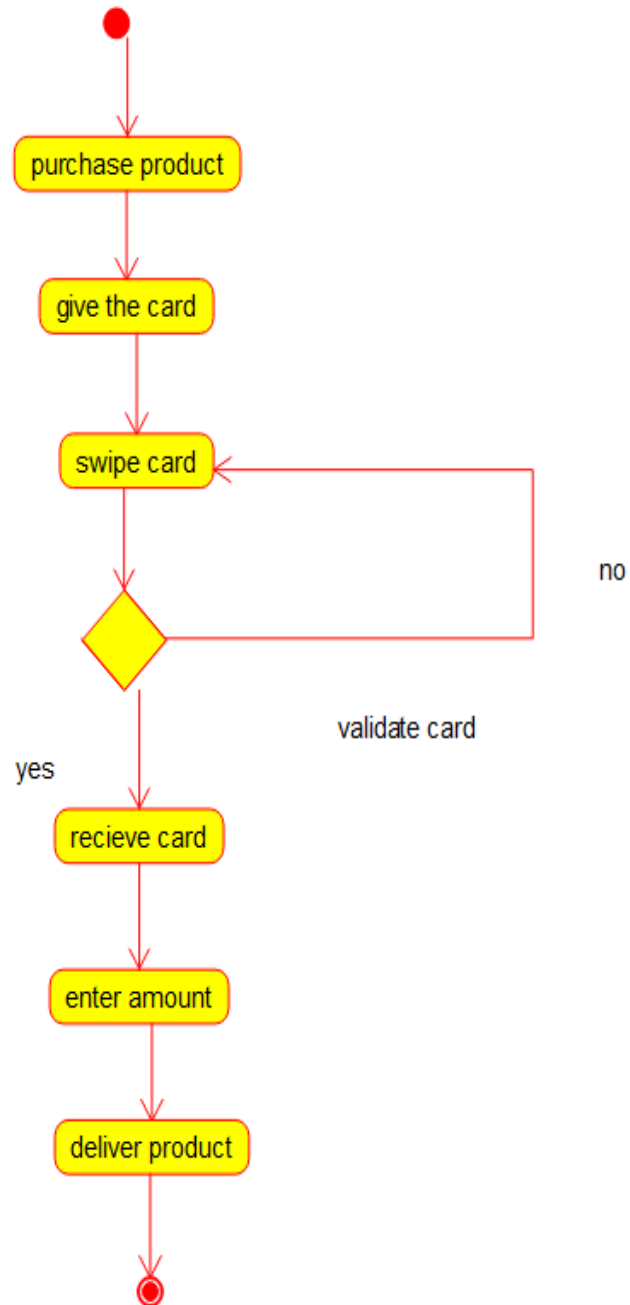 purchase product
give the card
swipe card
no
validate card
yes
recieve card
enter amount
deliver product